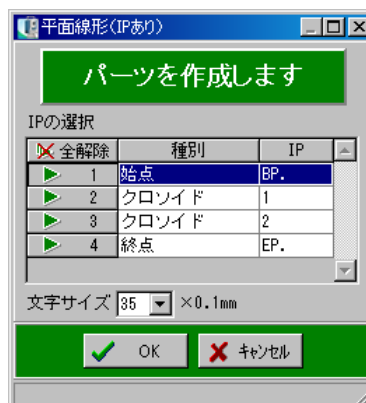 平面線形(IPあり)
パーツを作成します
IPの選択
全解除 種別 IP
1 始点 BP.
2 クロソイド 1
3 クロソイド 2
4 終点 EP.
文字サイズ 35 ×0.1mm
OK キャンセル